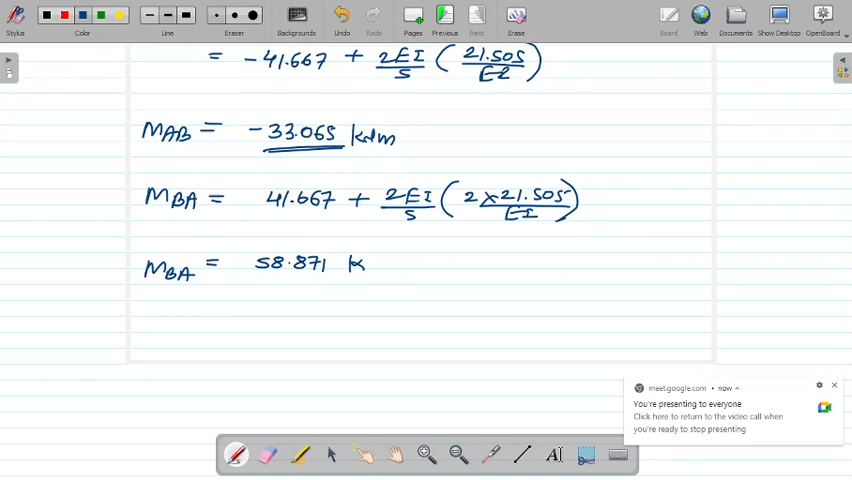 Stylus Color Line Eraser Backgrounds Undo Redo Pages Previous Next Erase Board Web Documents Show Desktop OpenBoard
= -41.667 + 2EI/5 ( 21.505/EI )
MAB = -33.065 kNm
MBA = 41.667 + 2EI/5 ( 2 x 21.505/EI )
MBA = 58.871 k
meet.google.com • now
You're presenting to everyone
Click here to return to the video call when
you're ready to stop presenting